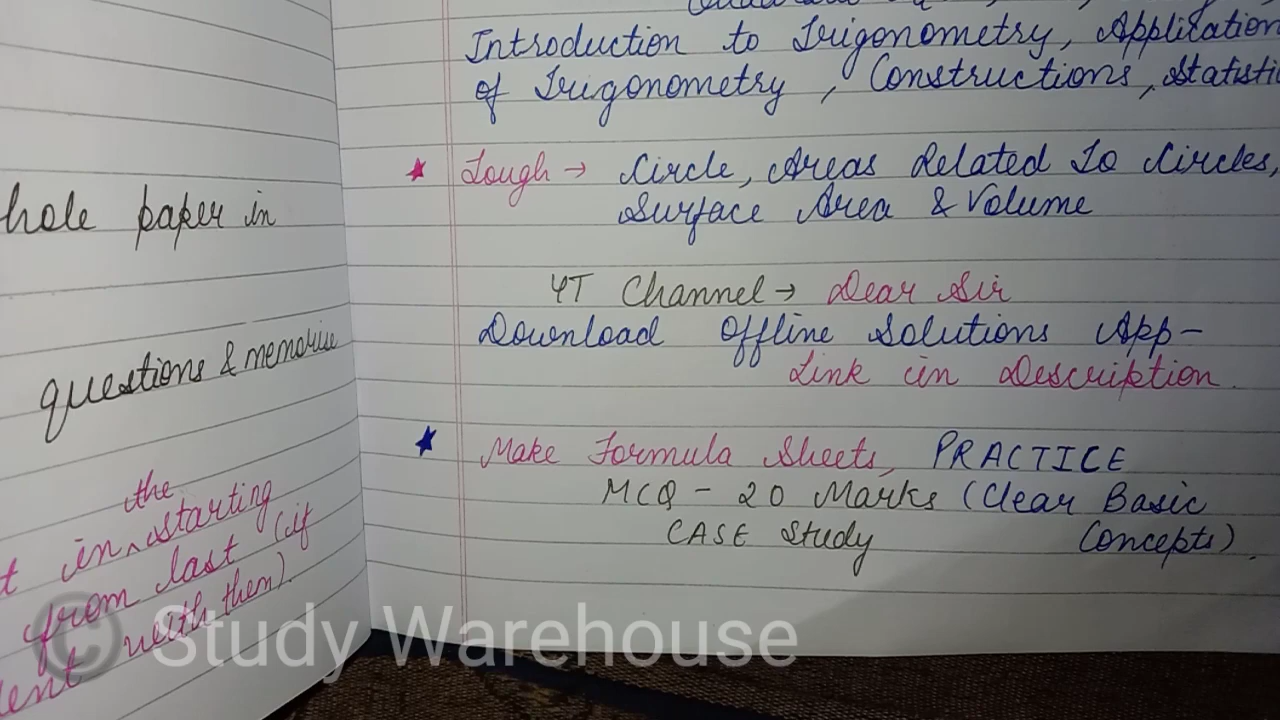 hole paper in
questions & memorise
the
t in ^ starting
from last (if
ent with them).
Introduction to Trigonometry, Application
of Trigonometry, Constructions, Statisti
★ Tough → Circle, Areas Related To Circles,
Surface Area & Volume
YT Channel → Dear Sir
Download Offline Solutions App -
Link in Description.
★ Make Formula Sheets, PRACTICE
MCQ - 20 Marks (Clear Basic
CASE Study Concepts).
© Study Warehouse